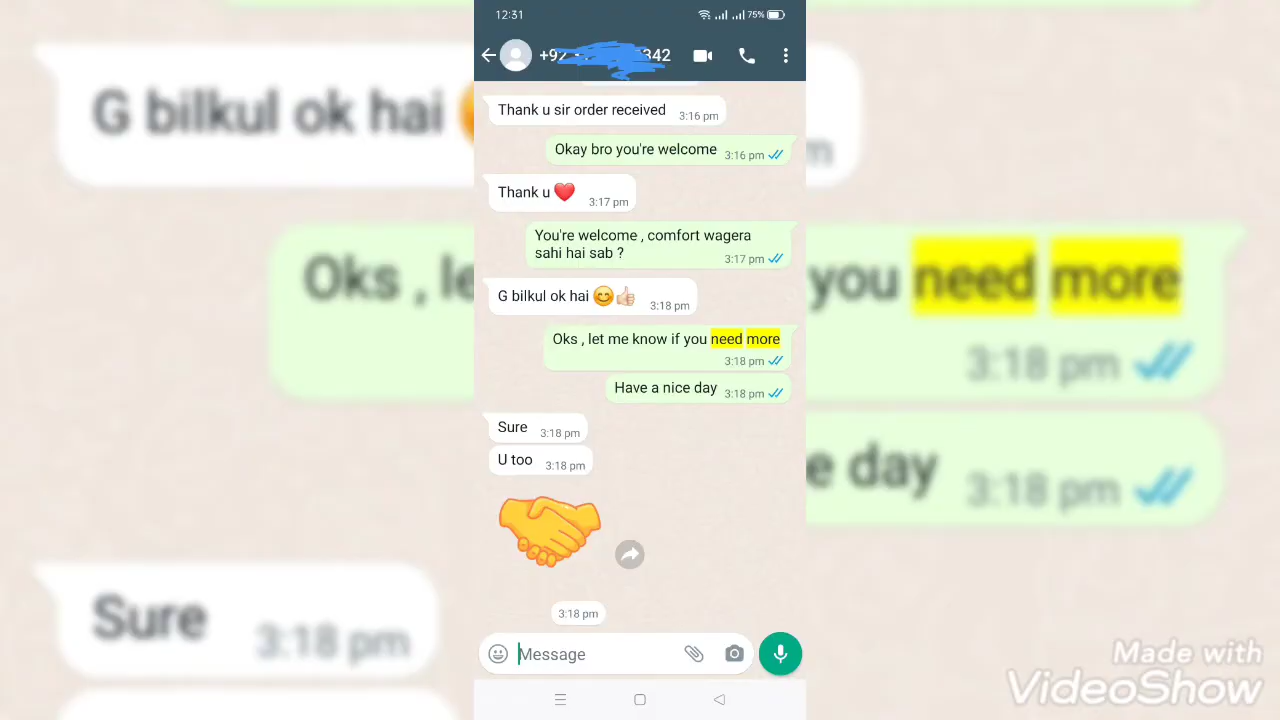 12:31
75%
+92 342
Thank u sir order received
3:16 pm
Okay bro you're welcome
3:16 pm
Thank u ❤️
3:17 pm
You're welcome , comfort wagera
sahi hai sab ?
3:17 pm
G bilkul ok hai 😊👍🏻
3:18 pm
Oks , let me know if you need more
3:18 pm
Have a nice day
3:18 pm
Sure
3:18 pm
U too
3:18 pm
3:18 pm
Message
G bilkul ok hai
Oks , le
you need more
3:18 pm
e day
3:18 pm
Sure
3:18 pm
Made with
VideoShow